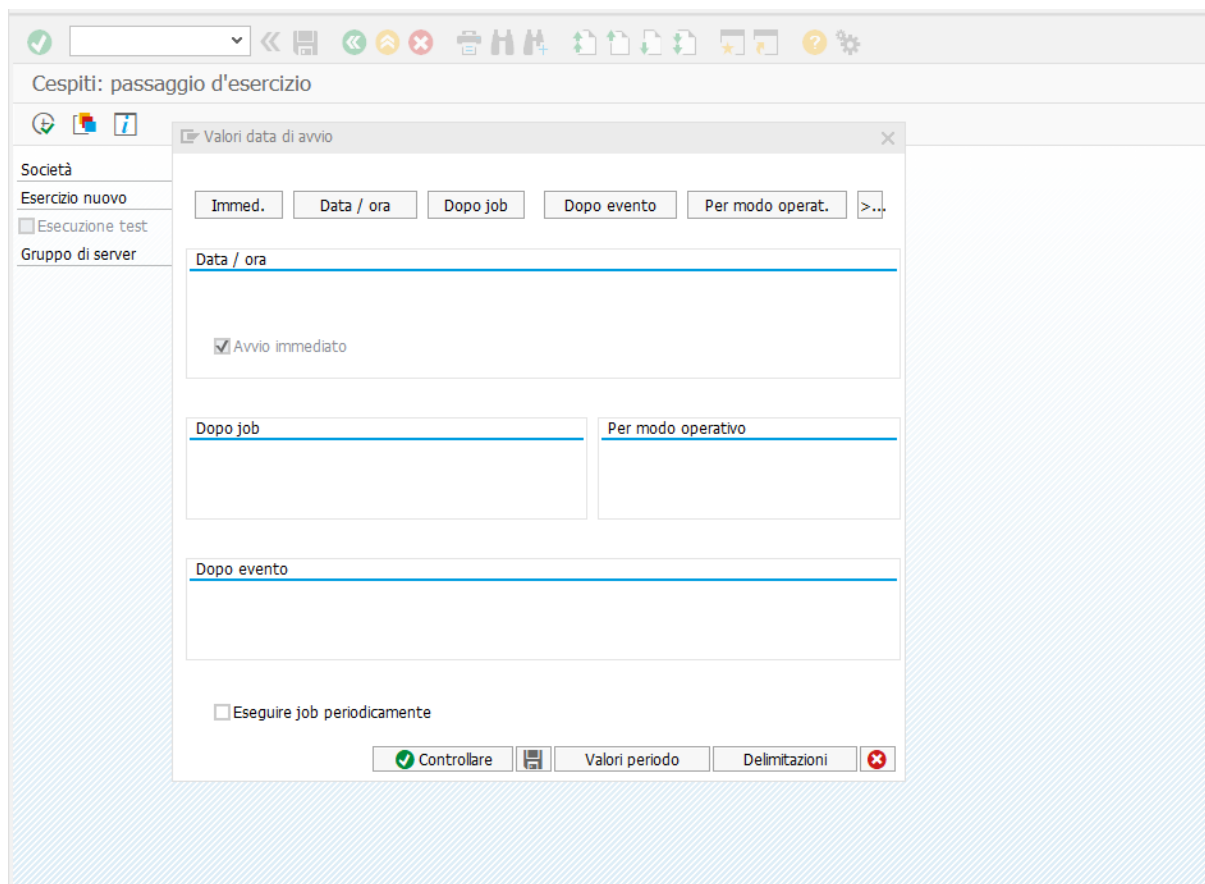 Cespiti: passaggio d'esercizio
Valori data di avvio
Società
Esercizio nuovo
Esecuzione test
Gruppo di server
Immed. Data / ora Dopo job Dopo evento Per modo operat. >...
Data / ora
Avvio immediato
Dopo job Per modo operativo
Dopo evento
Eseguire job periodicamente
Controllare Valori periodo Delimitazioni